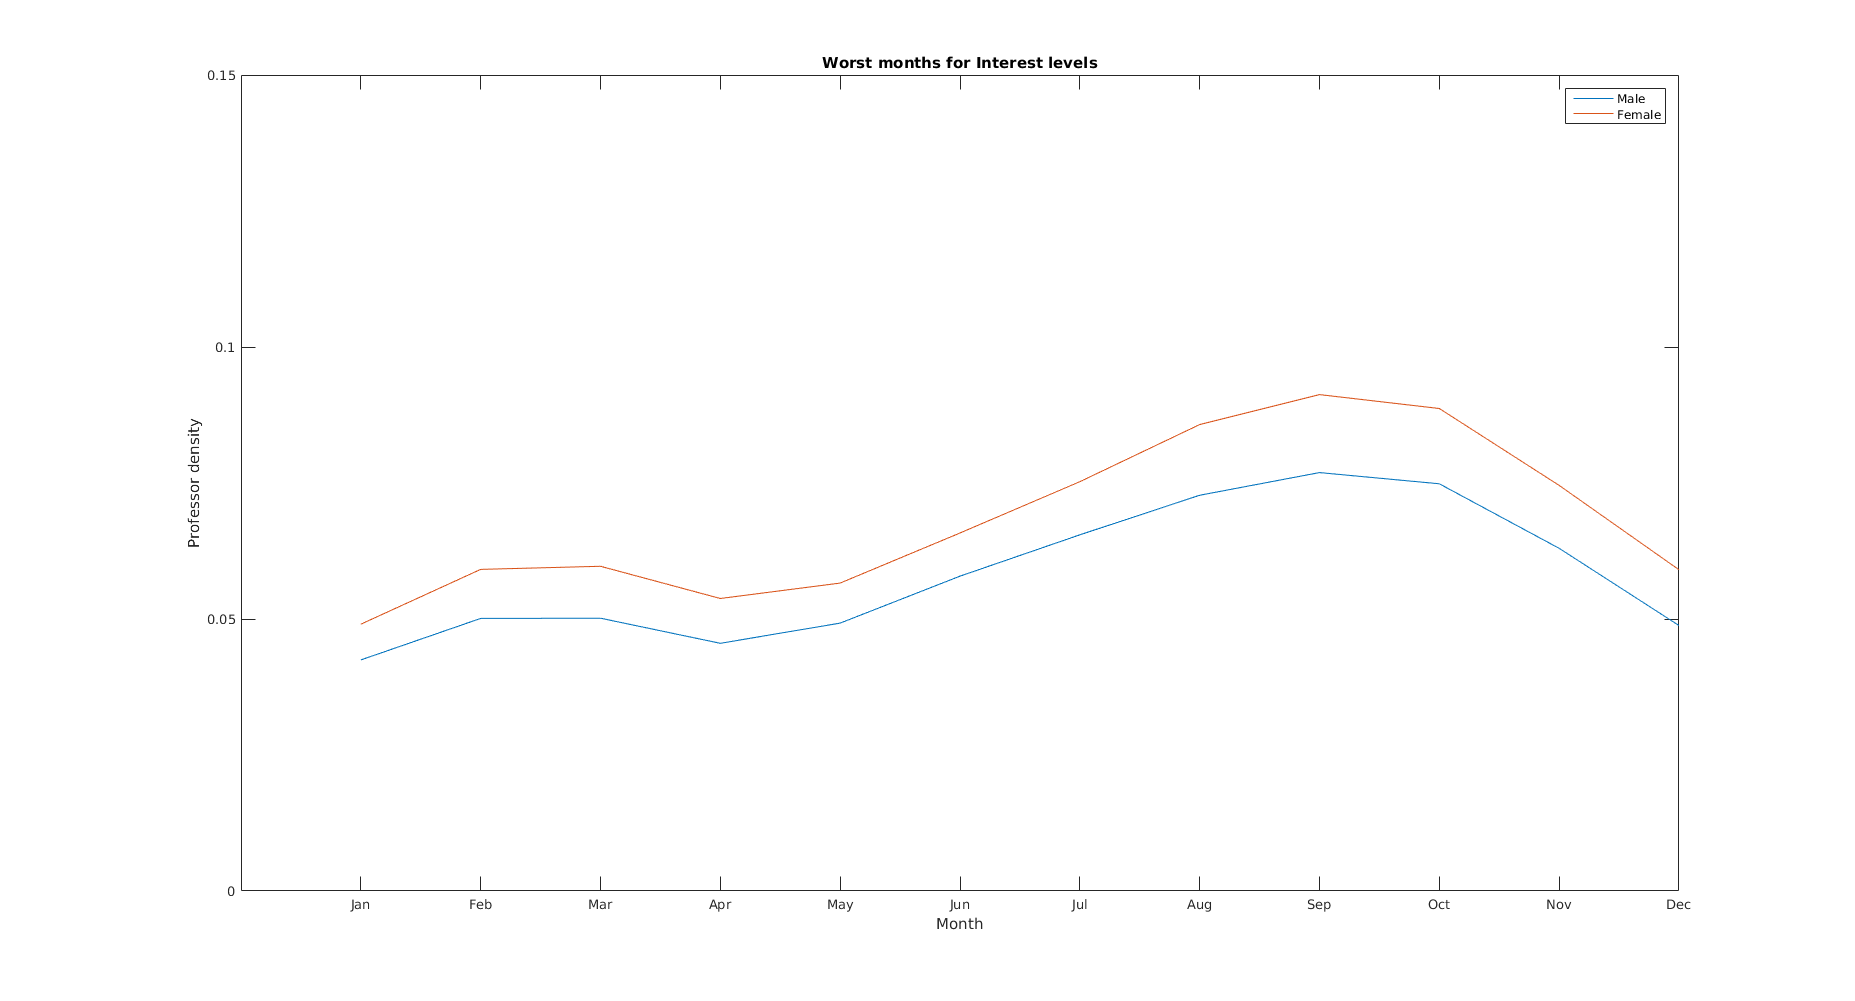 Worst months for Interest levels
0.15
0.1
0.05
0
Professor density
Male
Female
Jan Feb Mar Apr May Jun Jul Aug Sep Oct Nov Dec
Month